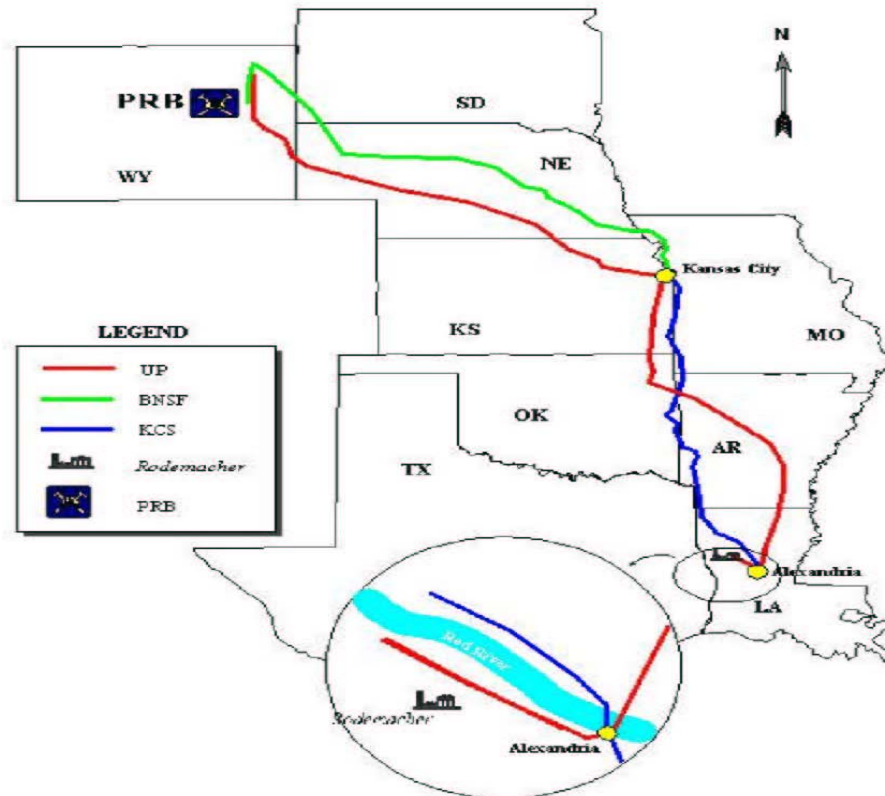 N
PRB
SD
WY
NE
Kansas City
LEGEND
KS
MO
UP
BNSF
OK
KCS
AR
Rodemacher
TX
PRB
Alexandria
LA
Red River
Rodemacher
Alexandria